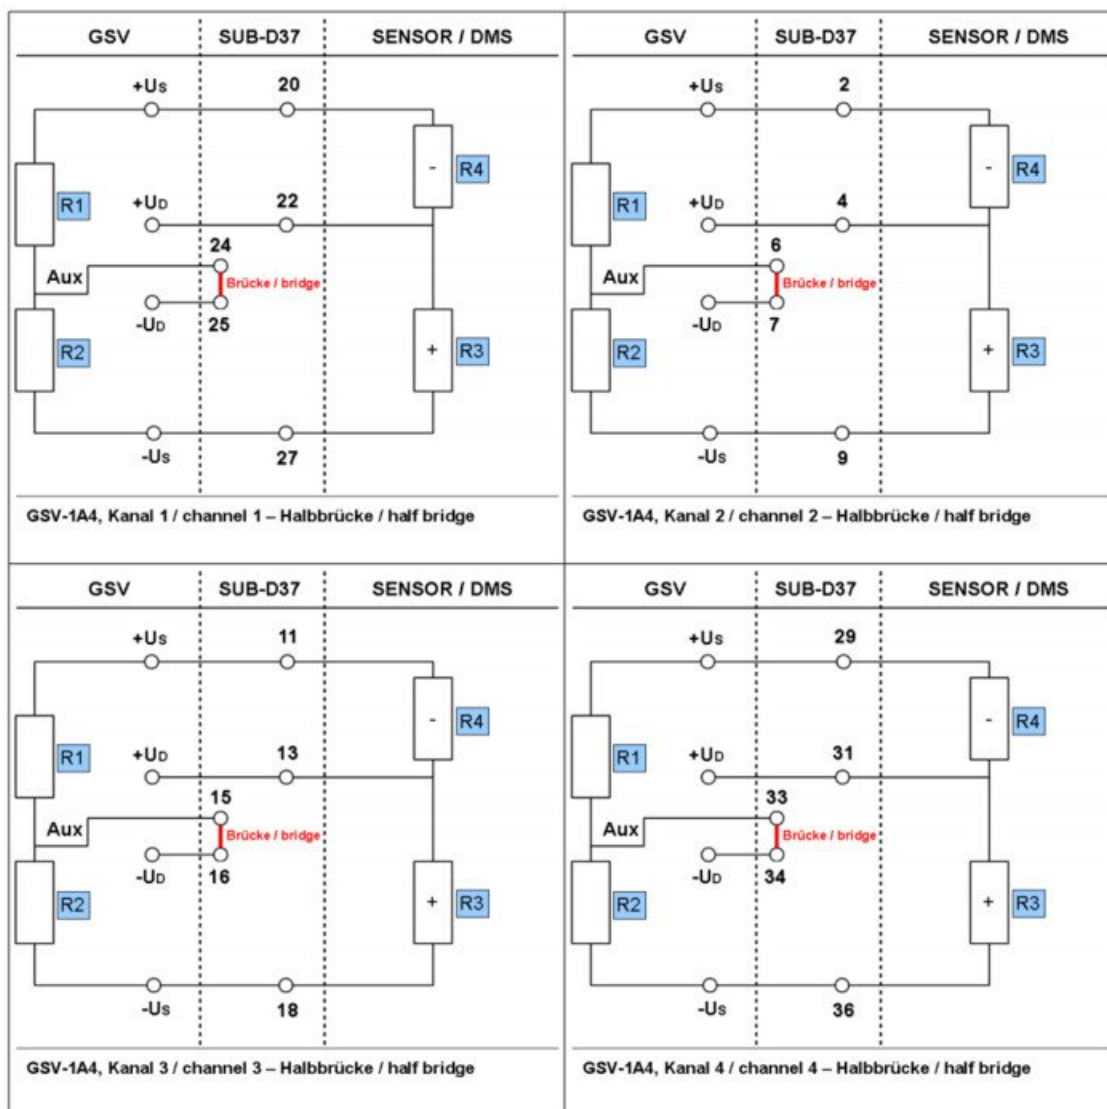 GSV SUB-D37 SENSOR / DMS
+US 20
R4
-
R1
+UD 22
24
Aux
Brücke / bridge
-UD 25
R2
+
R3
-US 27
GSV-1A4, Kanal 1 / channel 1 – Halbbrücke / half bridge
GSV SUB-D37 SENSOR / DMS
+US 2
R4
-
R1
+UD 4
6
Aux
Brücke / bridge
-UD 7
R2
+
R3
-US 9
GSV-1A4, Kanal 2 / channel 2 – Halbbrücke / half bridge
GSV SUB-D37 SENSOR / DMS
+US 11
R4
-
R1
+UD 13
15
Aux
Brücke / bridge
-UD 16
R2
+
R3
-US 18
GSV-1A4, Kanal 3 / channel 3 – Halbbrücke / half bridge
GSV SUB-D37 SENSOR / DMS
+US 29
R4
-
R1
+UD 31
33
Aux
Brücke / bridge
-UD 34
R2
+
R3
-US 36
GSV-1A4, Kanal 4 / channel 4 – Halbbrücke / half bridge